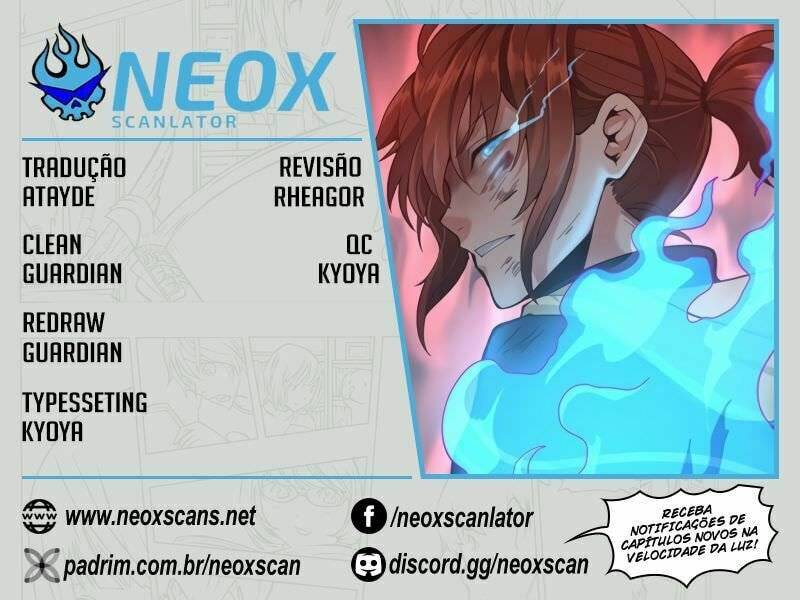 NEOX
SCANLATOR
TRADUÇÃO
ATAYDE
REVISÃO
RHEAGOR
CLEAN
GUARDIAN
QC
KYOYA
REDRAW
GUARDIAN
TYPESSETING
KYOYA
www.neoxscans.net
/neoxscanlator
padrim.com.br/neoxscan
discord.gg/neoxscan
RECEBA
NOTIFICAÇÕES DE
CAPÍTULOS NOVOS NA
VELOCIDADE DA LUZ!